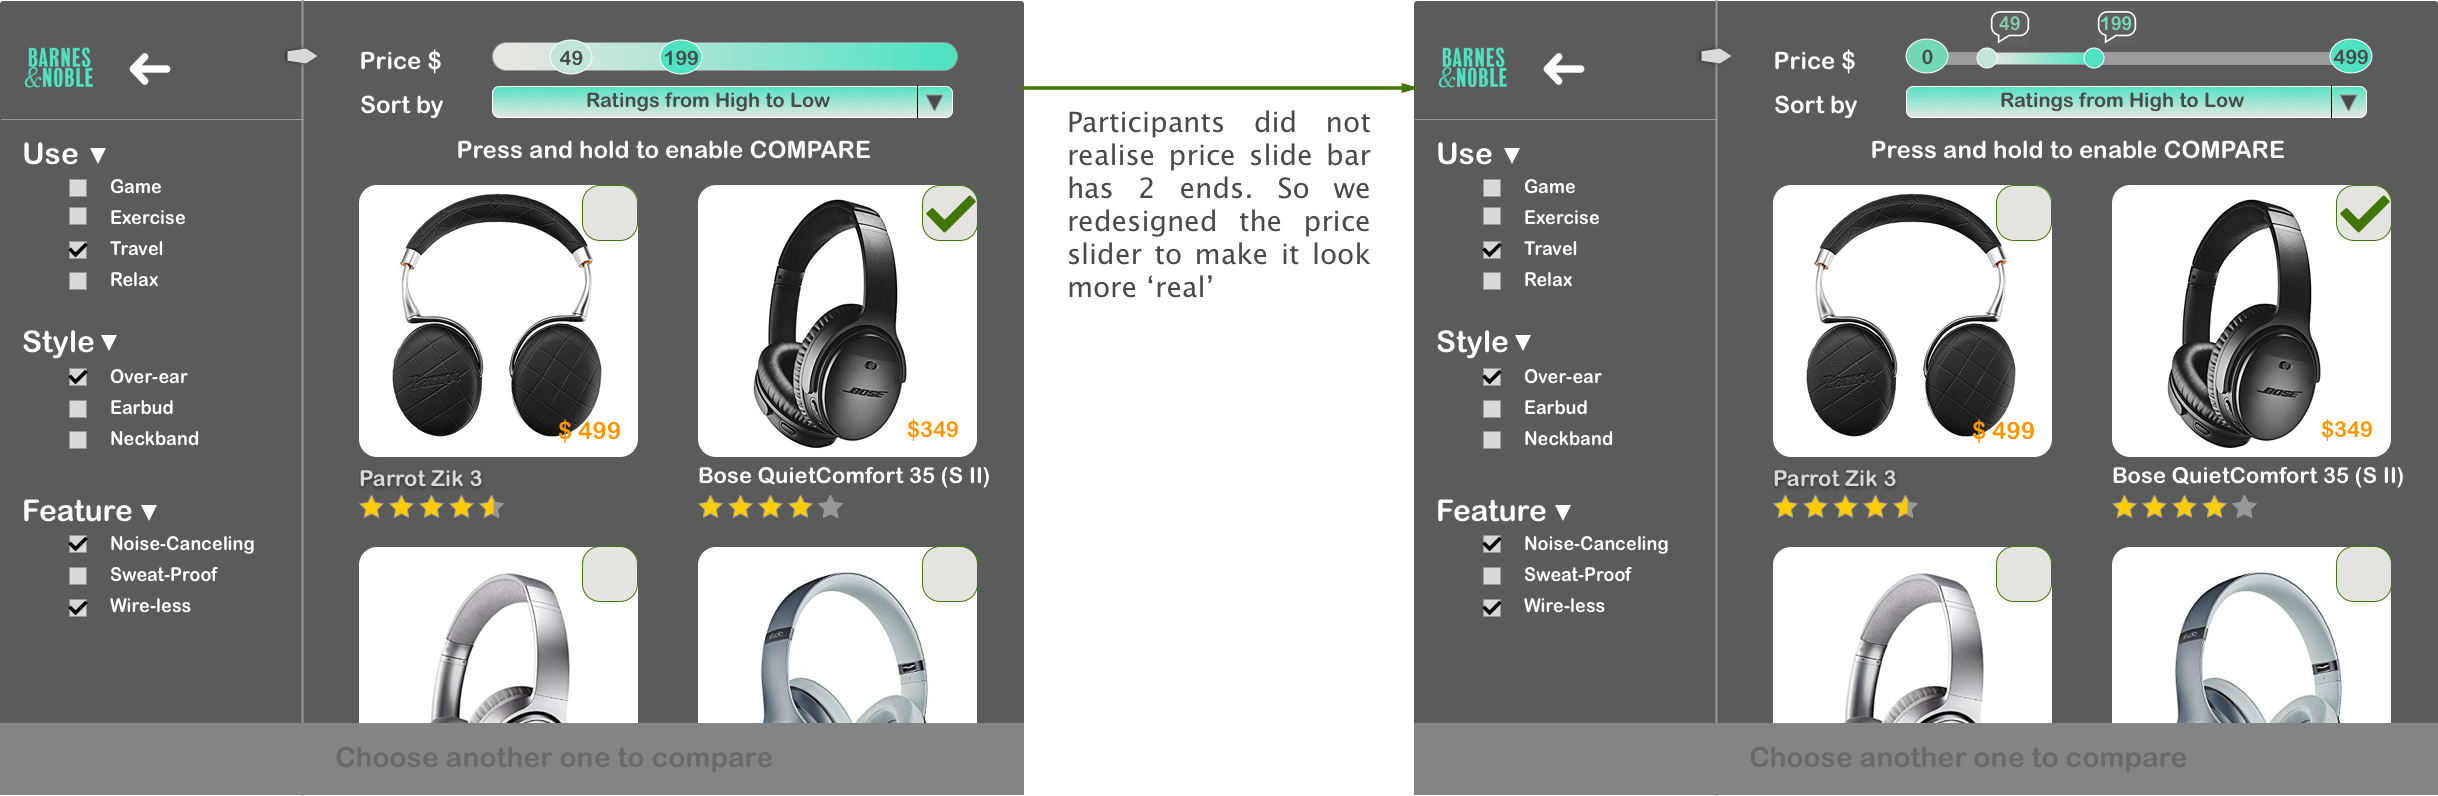 BARNES
&NOBLE
Price $
49
199
Sort by
Ratings from High to Low
Press and hold to enable COMPARE
Use
Game
Exercise
Travel
Relax
Style
Over-ear
Earbud
Neckband
Feature
Noise-Canceling
Sweat-Proof
Wire-less
Parrot
$ 499
BOSE
$349
Parrot Zik 3
Bose QuietComfort 35 (S II)
studio
Choose another one to compare
Participants did not
realise price slide bar
has 2 ends. So we
redesigned the price
slider to make it look
more ‘real’
BARNES
&NOBLE
49
199
Price $
0
499
Sort by
Ratings from High to Low
Press and hold to enable COMPARE
Use
Game
Exercise
Travel
Relax
Style
Over-ear
Earbud
Neckband
Feature
Noise-Canceling
Sweat-Proof
Wire-less
Parrot
$ 499
BOSE
$349
Parrot Zik 3
Bose QuietComfort 35 (S II)
studio
Choose another one to compare